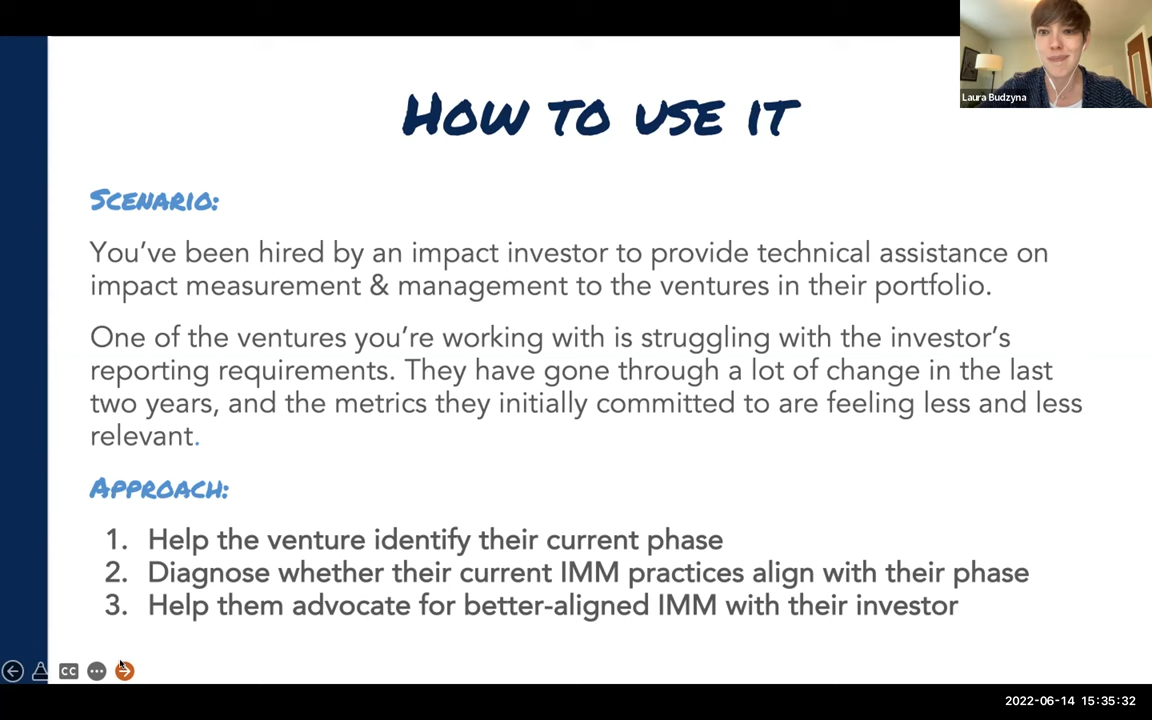 Laura Budzyna
How to use it
Scenario:
You’ve been hired by an impact investor to provide technical assistance on
impact measurement & management to the ventures in their portfolio.
One of the ventures you’re working with is struggling with the investor’s
reporting requirements. They have gone through a lot of change in the last
two years, and the metrics they initially committed to are feeling less and less
relevant.
Approach:
1. Help the venture identify their current phase
2. Diagnose whether their current IMM practices align with their phase
3. Help them advocate for better-aligned IMM with their investor
CC
2022-06-14 15:35:32